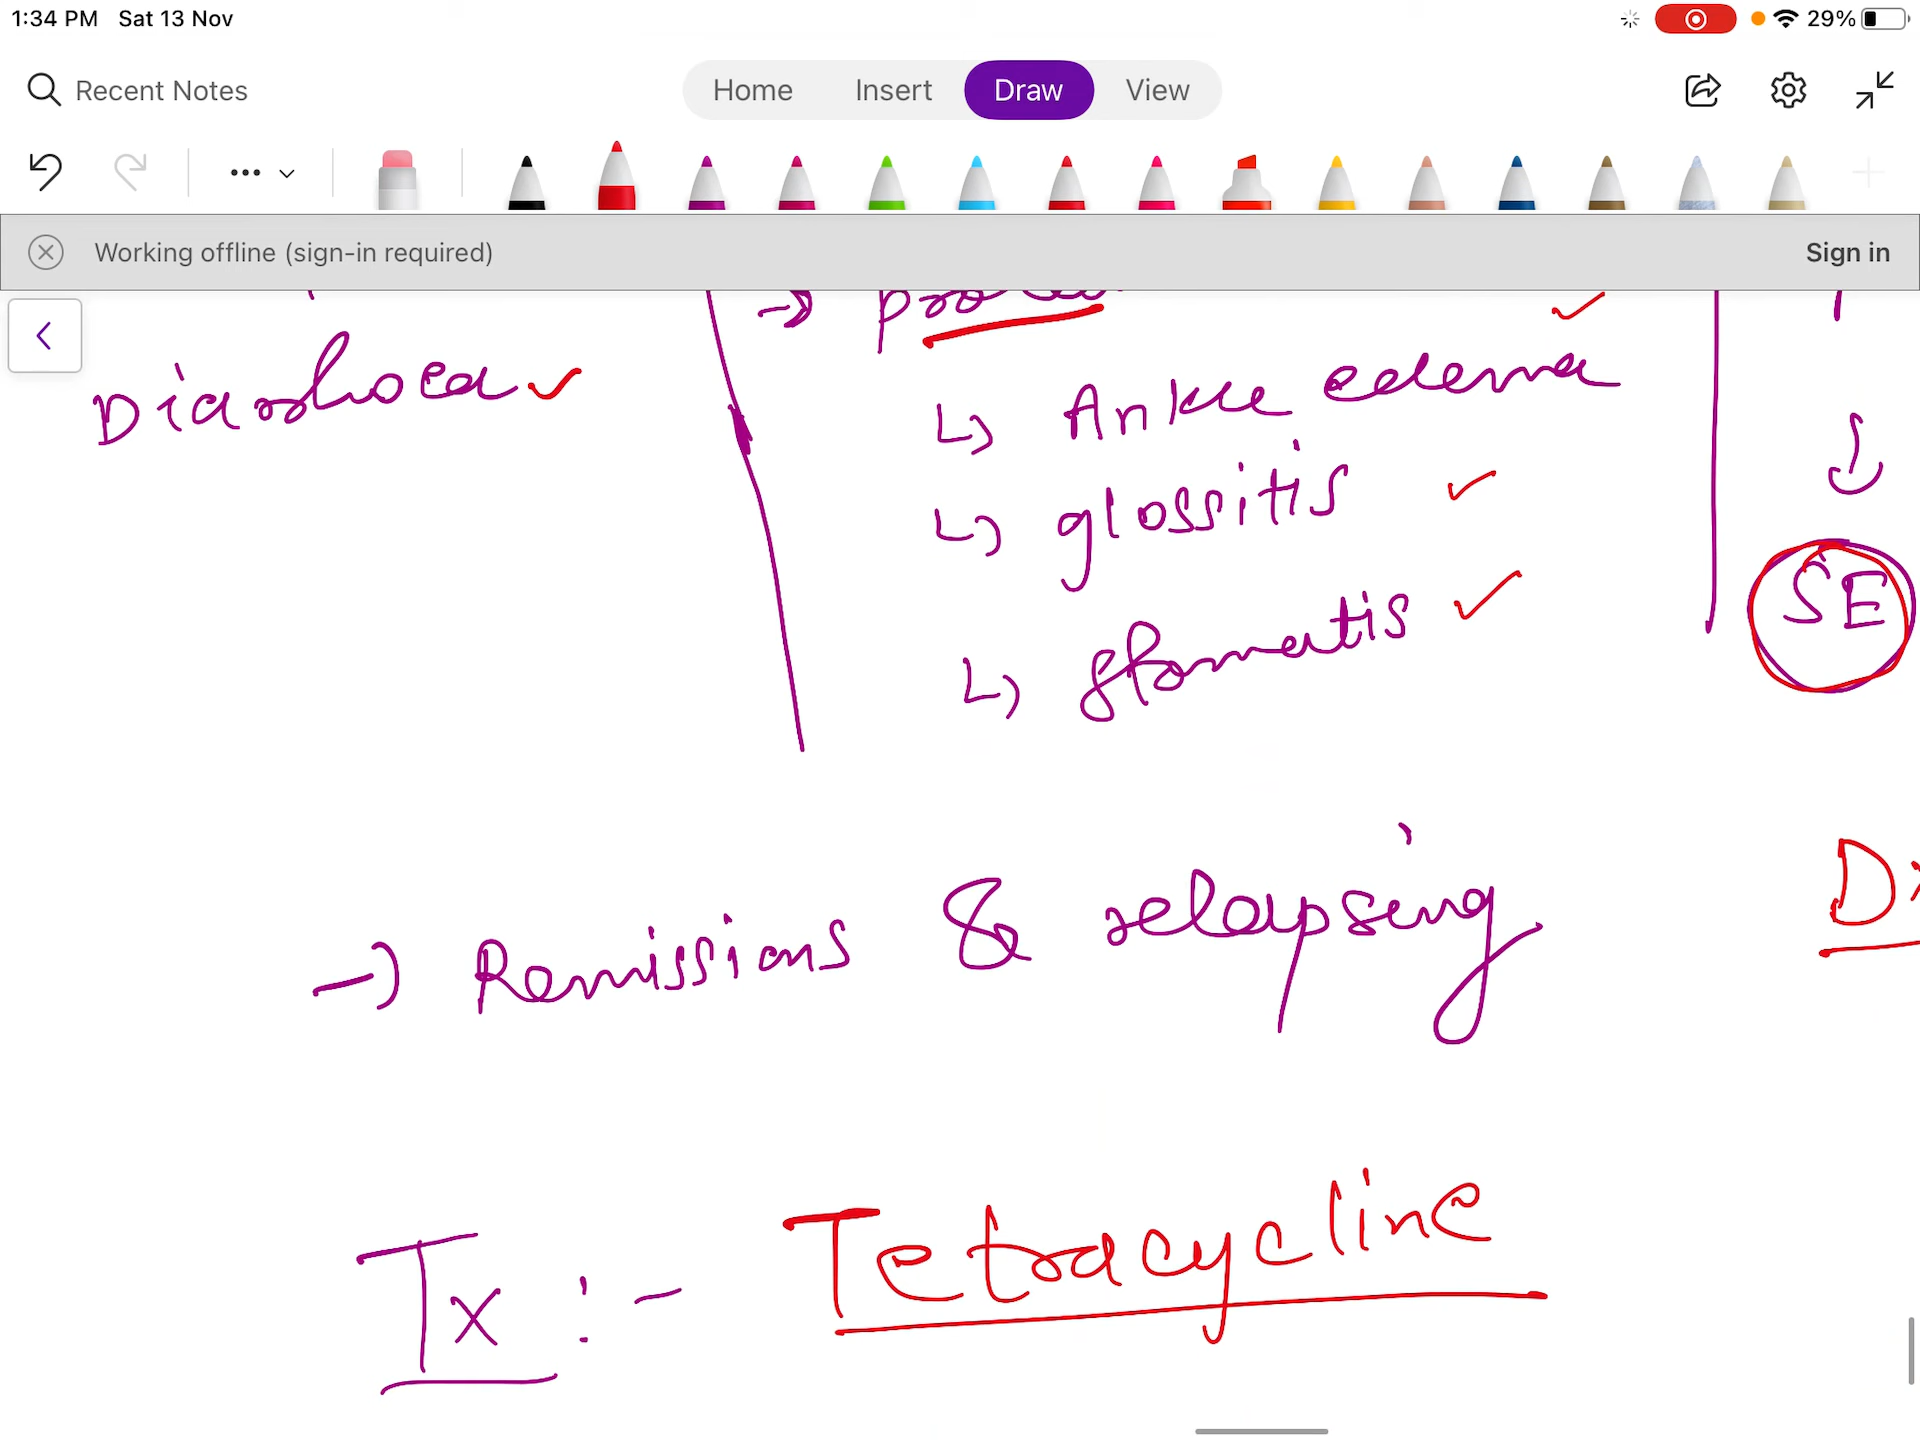 1:34 PM Sat 13 Nov 29%
Recent Notes Home Insert Draw View
Working offline (sign-in required) Sign in
Diarrhoea
→ Ankle edema
glossitis
stomatis
SE
→ Remissions & relapsing
D
Tx :- Tetracycline